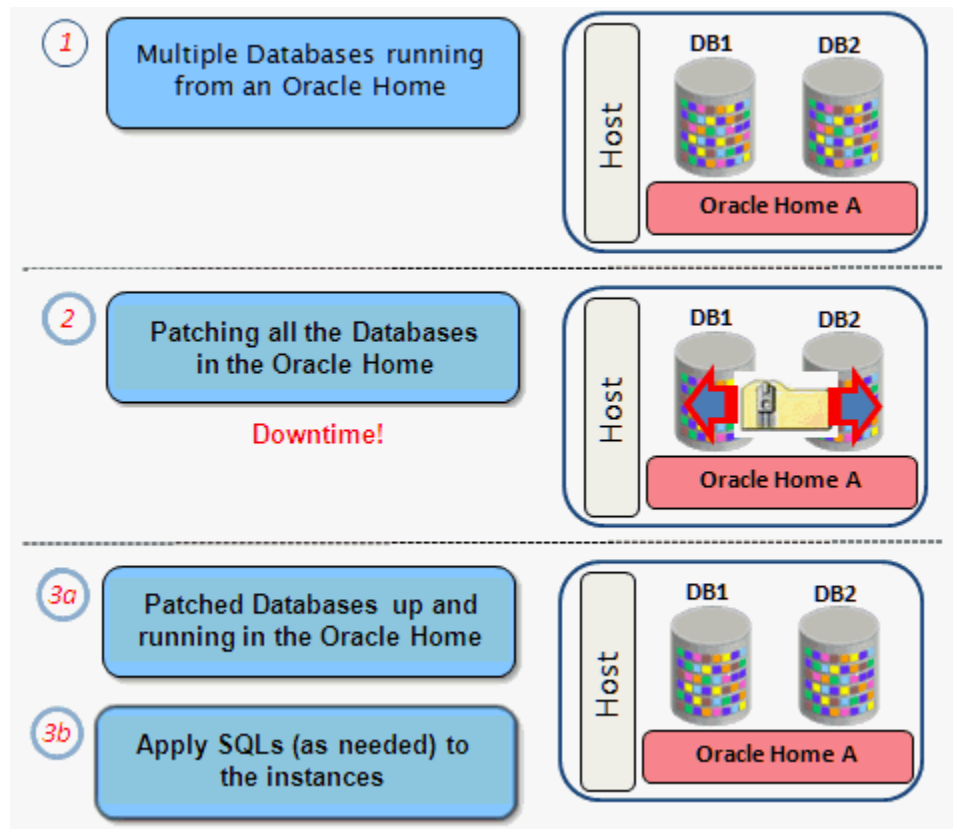 1
Multiple Databases running
from an Oracle Home
DB1 DB2
Host
Oracle Home A
2
Patching all the Databases
in the Oracle Home
Downtime!
DB1 DB2
Host
Oracle Home A
3a
Patched Databases up and
running in the Oracle Home
3b
Apply SQLs (as needed) to
the instances
DB1 DB2
Host
Oracle Home A